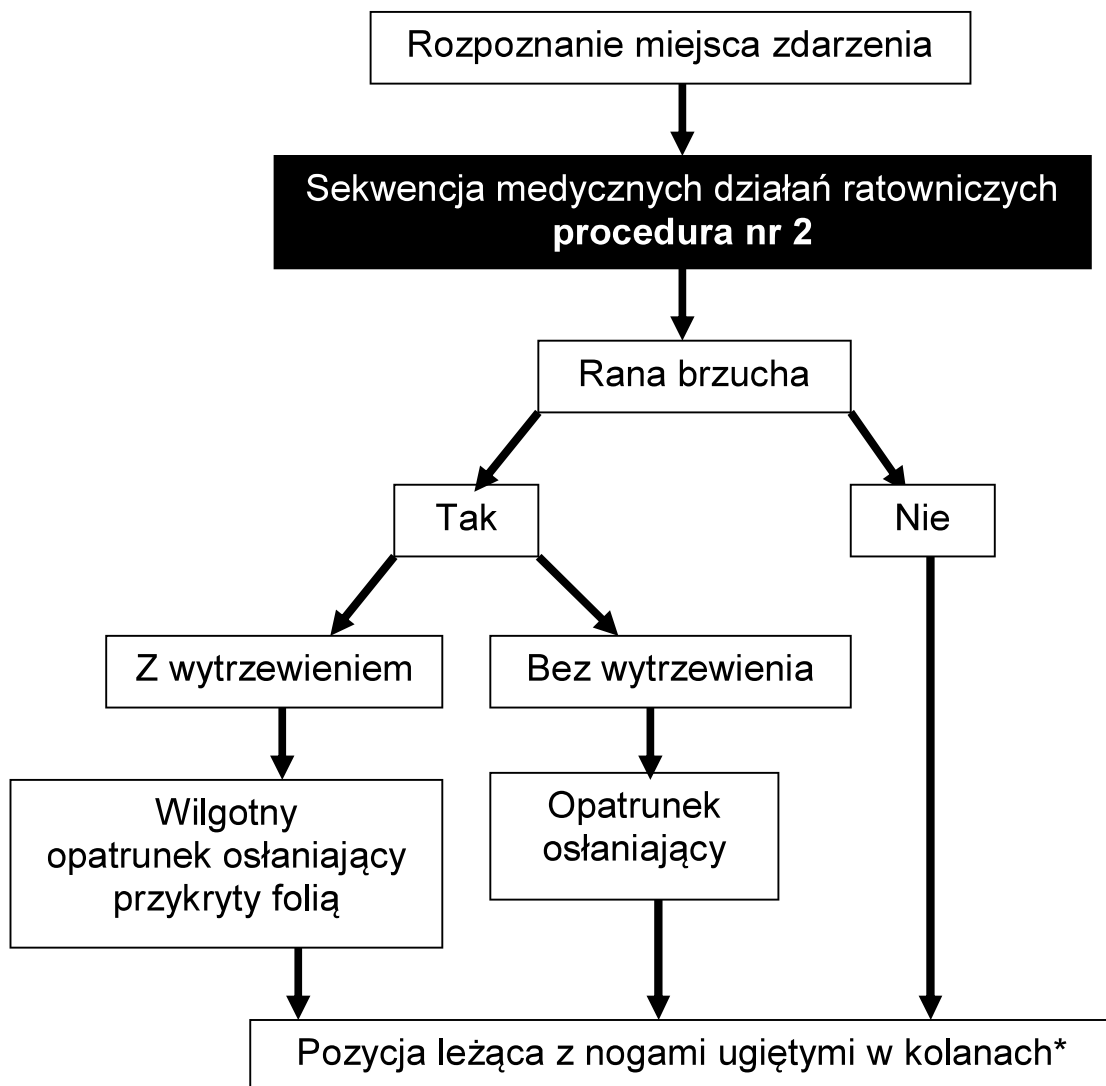 Rozpoznanie miejsca zdarzenia
Sekwencja medycznych działań ratowniczych
procedura nr 2
Rana brzucha
Tak
Nie
Z wytrzewieniem
Bez wytrzewienia
Wilgotny
opatrunek osłaniający
przykryty folią
Opatrunek
osłaniający
Pozycja leżąca z nogami ugiętymi w kolanach*